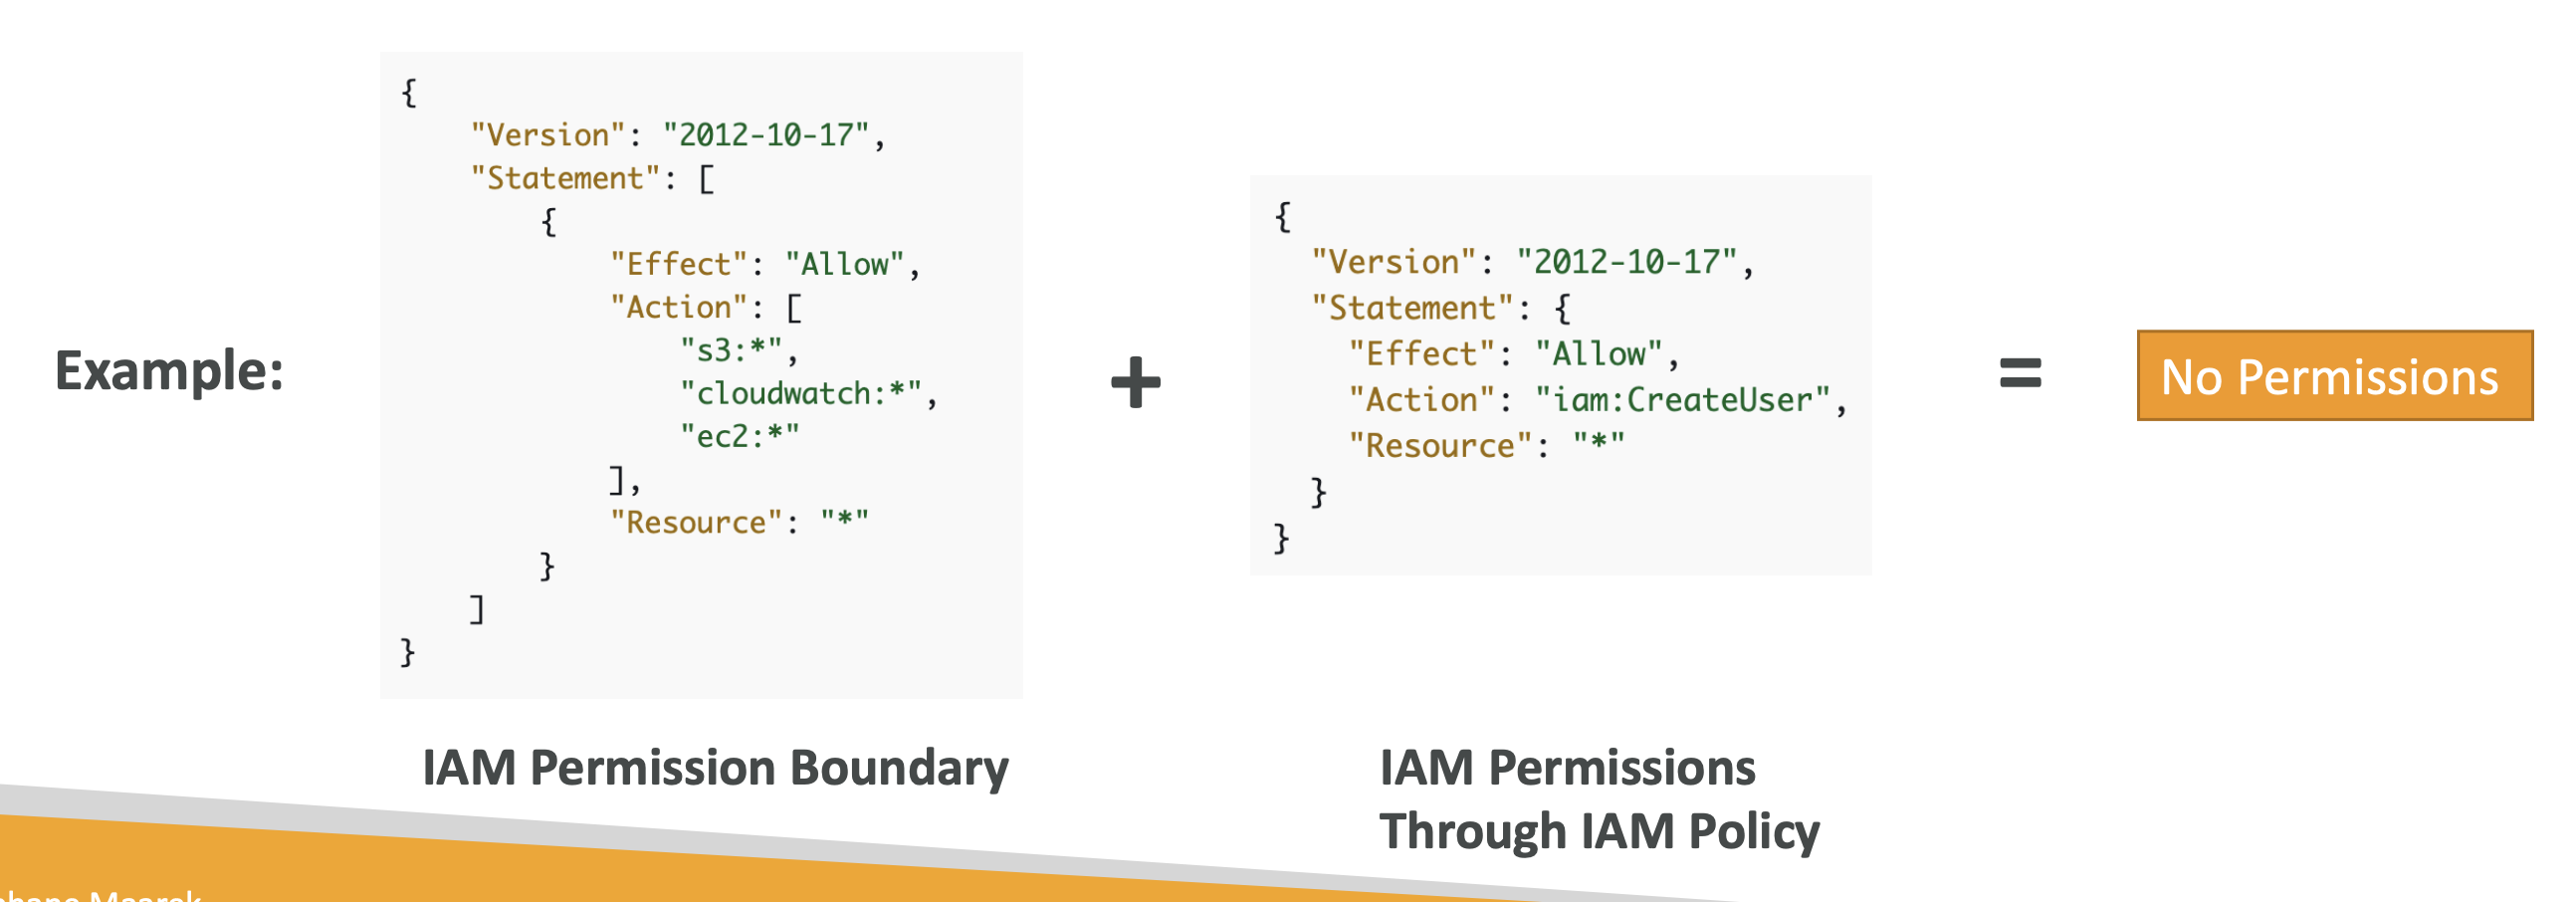 Example:
{
    "Version": "2012-10-17",
    "Statement": [
        {
            "Effect": "Allow",
            "Action": [
                "s3:*",
                "cloudwatch:*",
                "ec2:*"
            ],
            "Resource": "*"
        }
    ]
}
IAM Permission Boundary
+
{
  "Version": "2012-10-17",
  "Statement": {
    "Effect": "Allow",
    "Action": "iam:CreateUser",
    "Resource": "*"
  }
}
IAM Permissions
Through IAM Policy
=
No Permissions